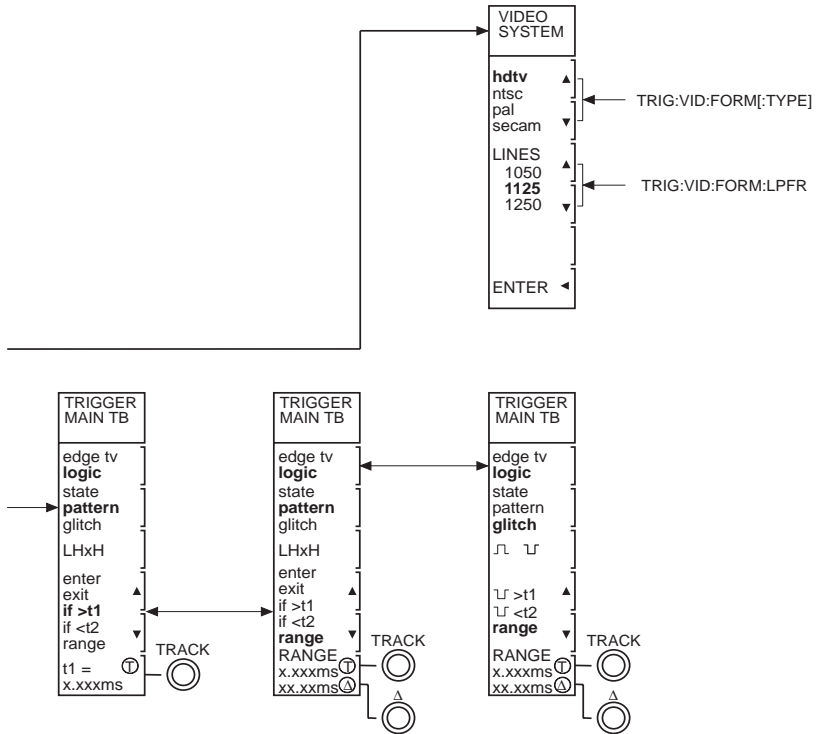 VIDEO
SYSTEM
hdtv
ntsc
pal
secam
TRIG:VID:FORM[:TYPE]
LINES
1050
1125
1250
TRIG:VID:FORM:LPFR
ENTER
TRIGGER
MAIN TB
edge tv
logic
state
pattern
glitch
LHxH
enter
exit
if >t1
if <t2
range
t1 =
x.xxxms
T
TRACK
TRIGGER
MAIN TB
edge tv
logic
state
pattern
glitch
LHxH
enter
exit
if >t1
if <t2
range
RANGE
x.xxxms T
xx.xxms Δ
TRACK
Δ
TRIGGER
MAIN TB
edge tv
logic
state
pattern
glitch
>t1
<t2
range
RANGE
x.xxxms T
xx.xxms Δ
TRACK
Δ